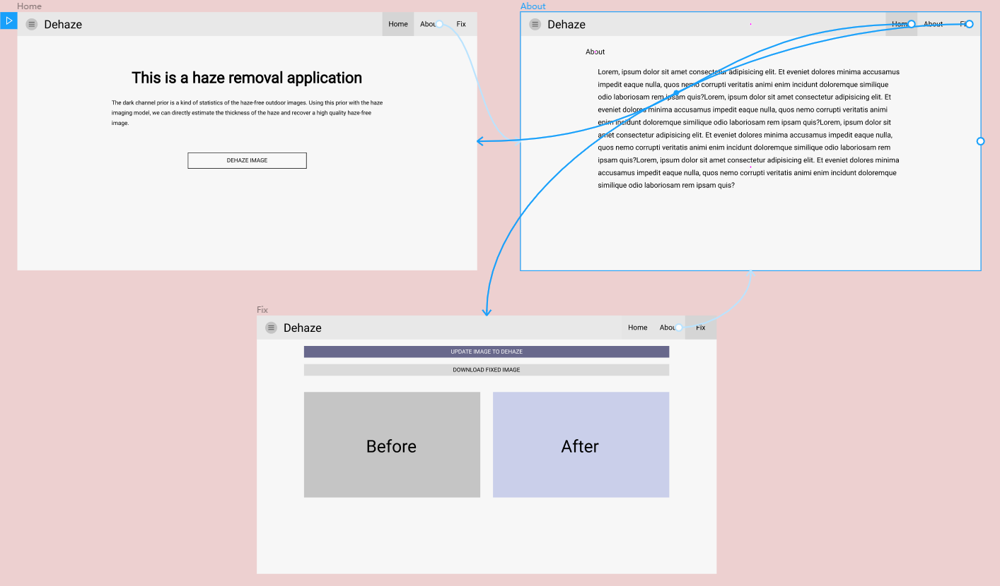 Home
Dehaze
Home
Abou
Fix
This is a haze removal application
The dark channel prior is a kind of statistics of the haze-free outdoor images. Using this prior with the haze
imaging model, we can directly estimate the thickness of the haze and recover a high quality haze-free
image.
DEHAZE IMAGE
About
Dehaze
Home
About
Fix
About
Lorem, ipsum dolor sit amet consectetur adipisicing elit. Et eveniet dolores minima accusamus
impedit eaque nulla, quos nemo corrupti veritatis animi enim incidunt doloremque similique
odio laboriosam rem ipsam quis?Lorem, ipsum dolor sit amet consectetur adipisicing elit. Et
eveniet dolores minima accusamus impedit eaque nulla, quos nemo corrupti veritatis animi
enim incidunt doloremque similique odio laboriosam rem ipsam quis?Lorem, ipsum dolor sit
amet consectetur adipisicing elit. Et eveniet dolores minima accusamus impedit eaque nulla,
quos nemo corrupti veritatis animi enim incidunt doloremque similique odio laboriosam rem
ipsam quis?Lorem, ipsum dolor sit amet consectetur adipisicing elit. Et eveniet dolores minima
accusamus impedit eaque nulla, quos nemo corrupti veritatis animi enim incidunt doloremque
similique odio laboriosam rem ipsam quis?
Fix
Dehaze
Home
Abou
Fix
UPDATE IMAGE TO DEHAZE
DOWNLOAD FIXED IMAGE
Before
After